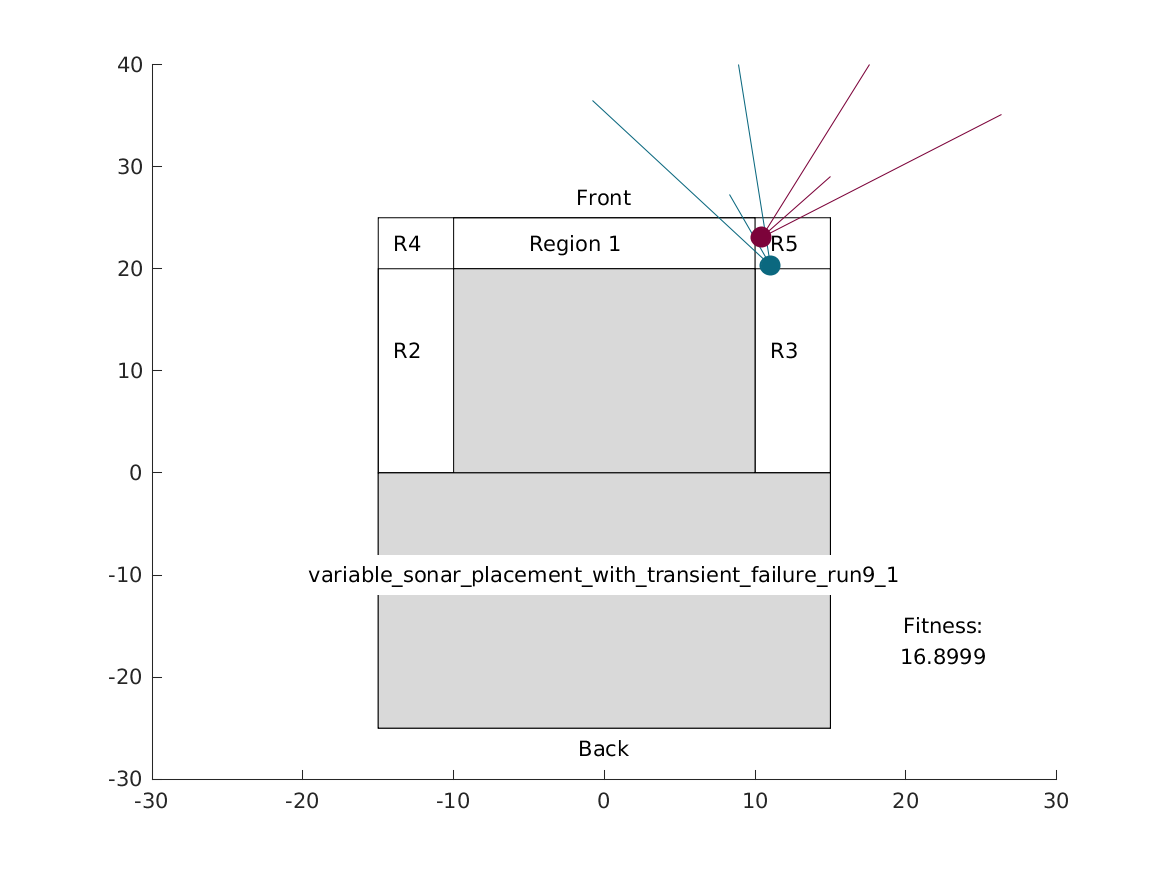 40
30
Front
R4
Region 1
R5
20
R2
R3
10
0
variable_sonar_placement_with_transient_failure_run9_1
-10
Fitness:
16.8999
-20
Back
-30
-30
-20
-10
0
10
20
30